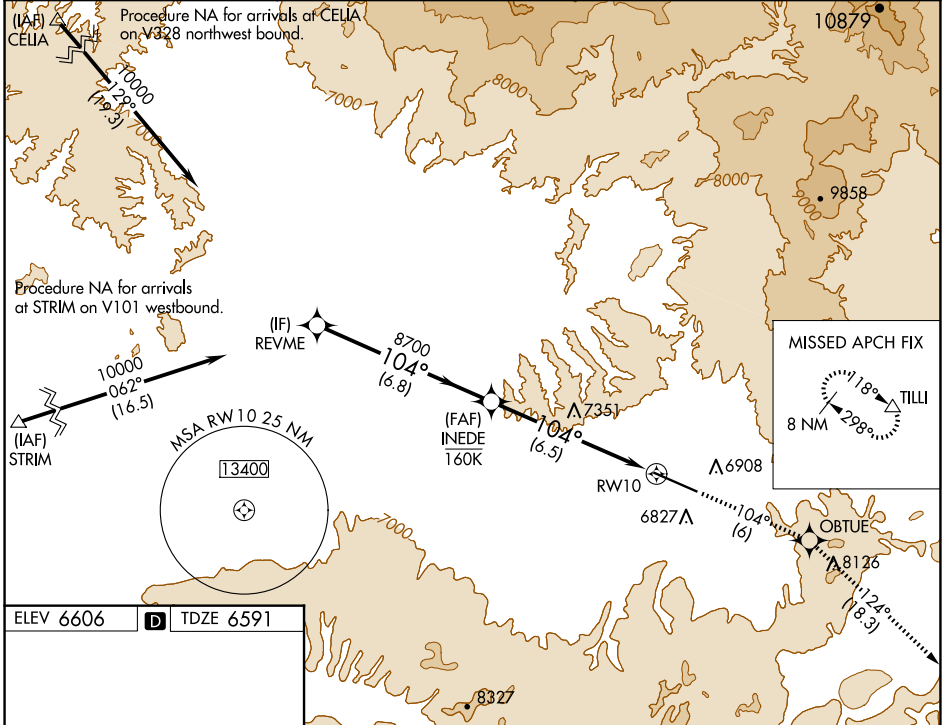 (IAF)
CELIA
Procedure NA for arrivals at CELIA
on V328 northwest bound.
10879
10000
129°
(19.3)
7000
7000
8000
8000
9000
9858
Procedure NA for arrivals
at STRIM on V101 westbound.
(IF)
REVME
8700
104°
(6.8)
10000
062°
(16.5)
(IAF)
STRIM
(FAF)
INEDE
160K
7351
104°
(6.5)
MISSED APCH FIX
118°
TILLI
8 NM
298°
MSA RW10 25 NM
13400
RW10
6908
6827
104°
(6)
OBTUE
8126
124°
(18.3)
7000
ELEV 6606
D
TDZE 6591
8327